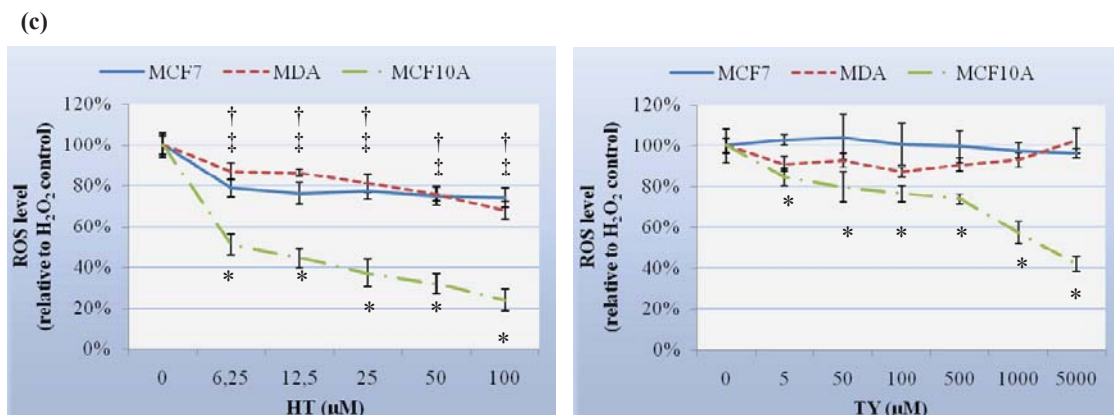 (c)
MCF7 MDA MCF10A
120%
100%
80%
60%
40%
20%
0%
ROS level
(relative to H₂O₂ control)
† † † † †
‡ ‡ ‡ ‡ ‡
* * * * *
0 6,25 12,5 25 50 100
HT (μM)
MCF7 MDA MCF10A
120%
100%
80%
60%
40%
20%
0%
ROS level
(relative to H₂O₂ control)
* * * * * *
0 5 50 100 500 1000 5000
TY (μM)